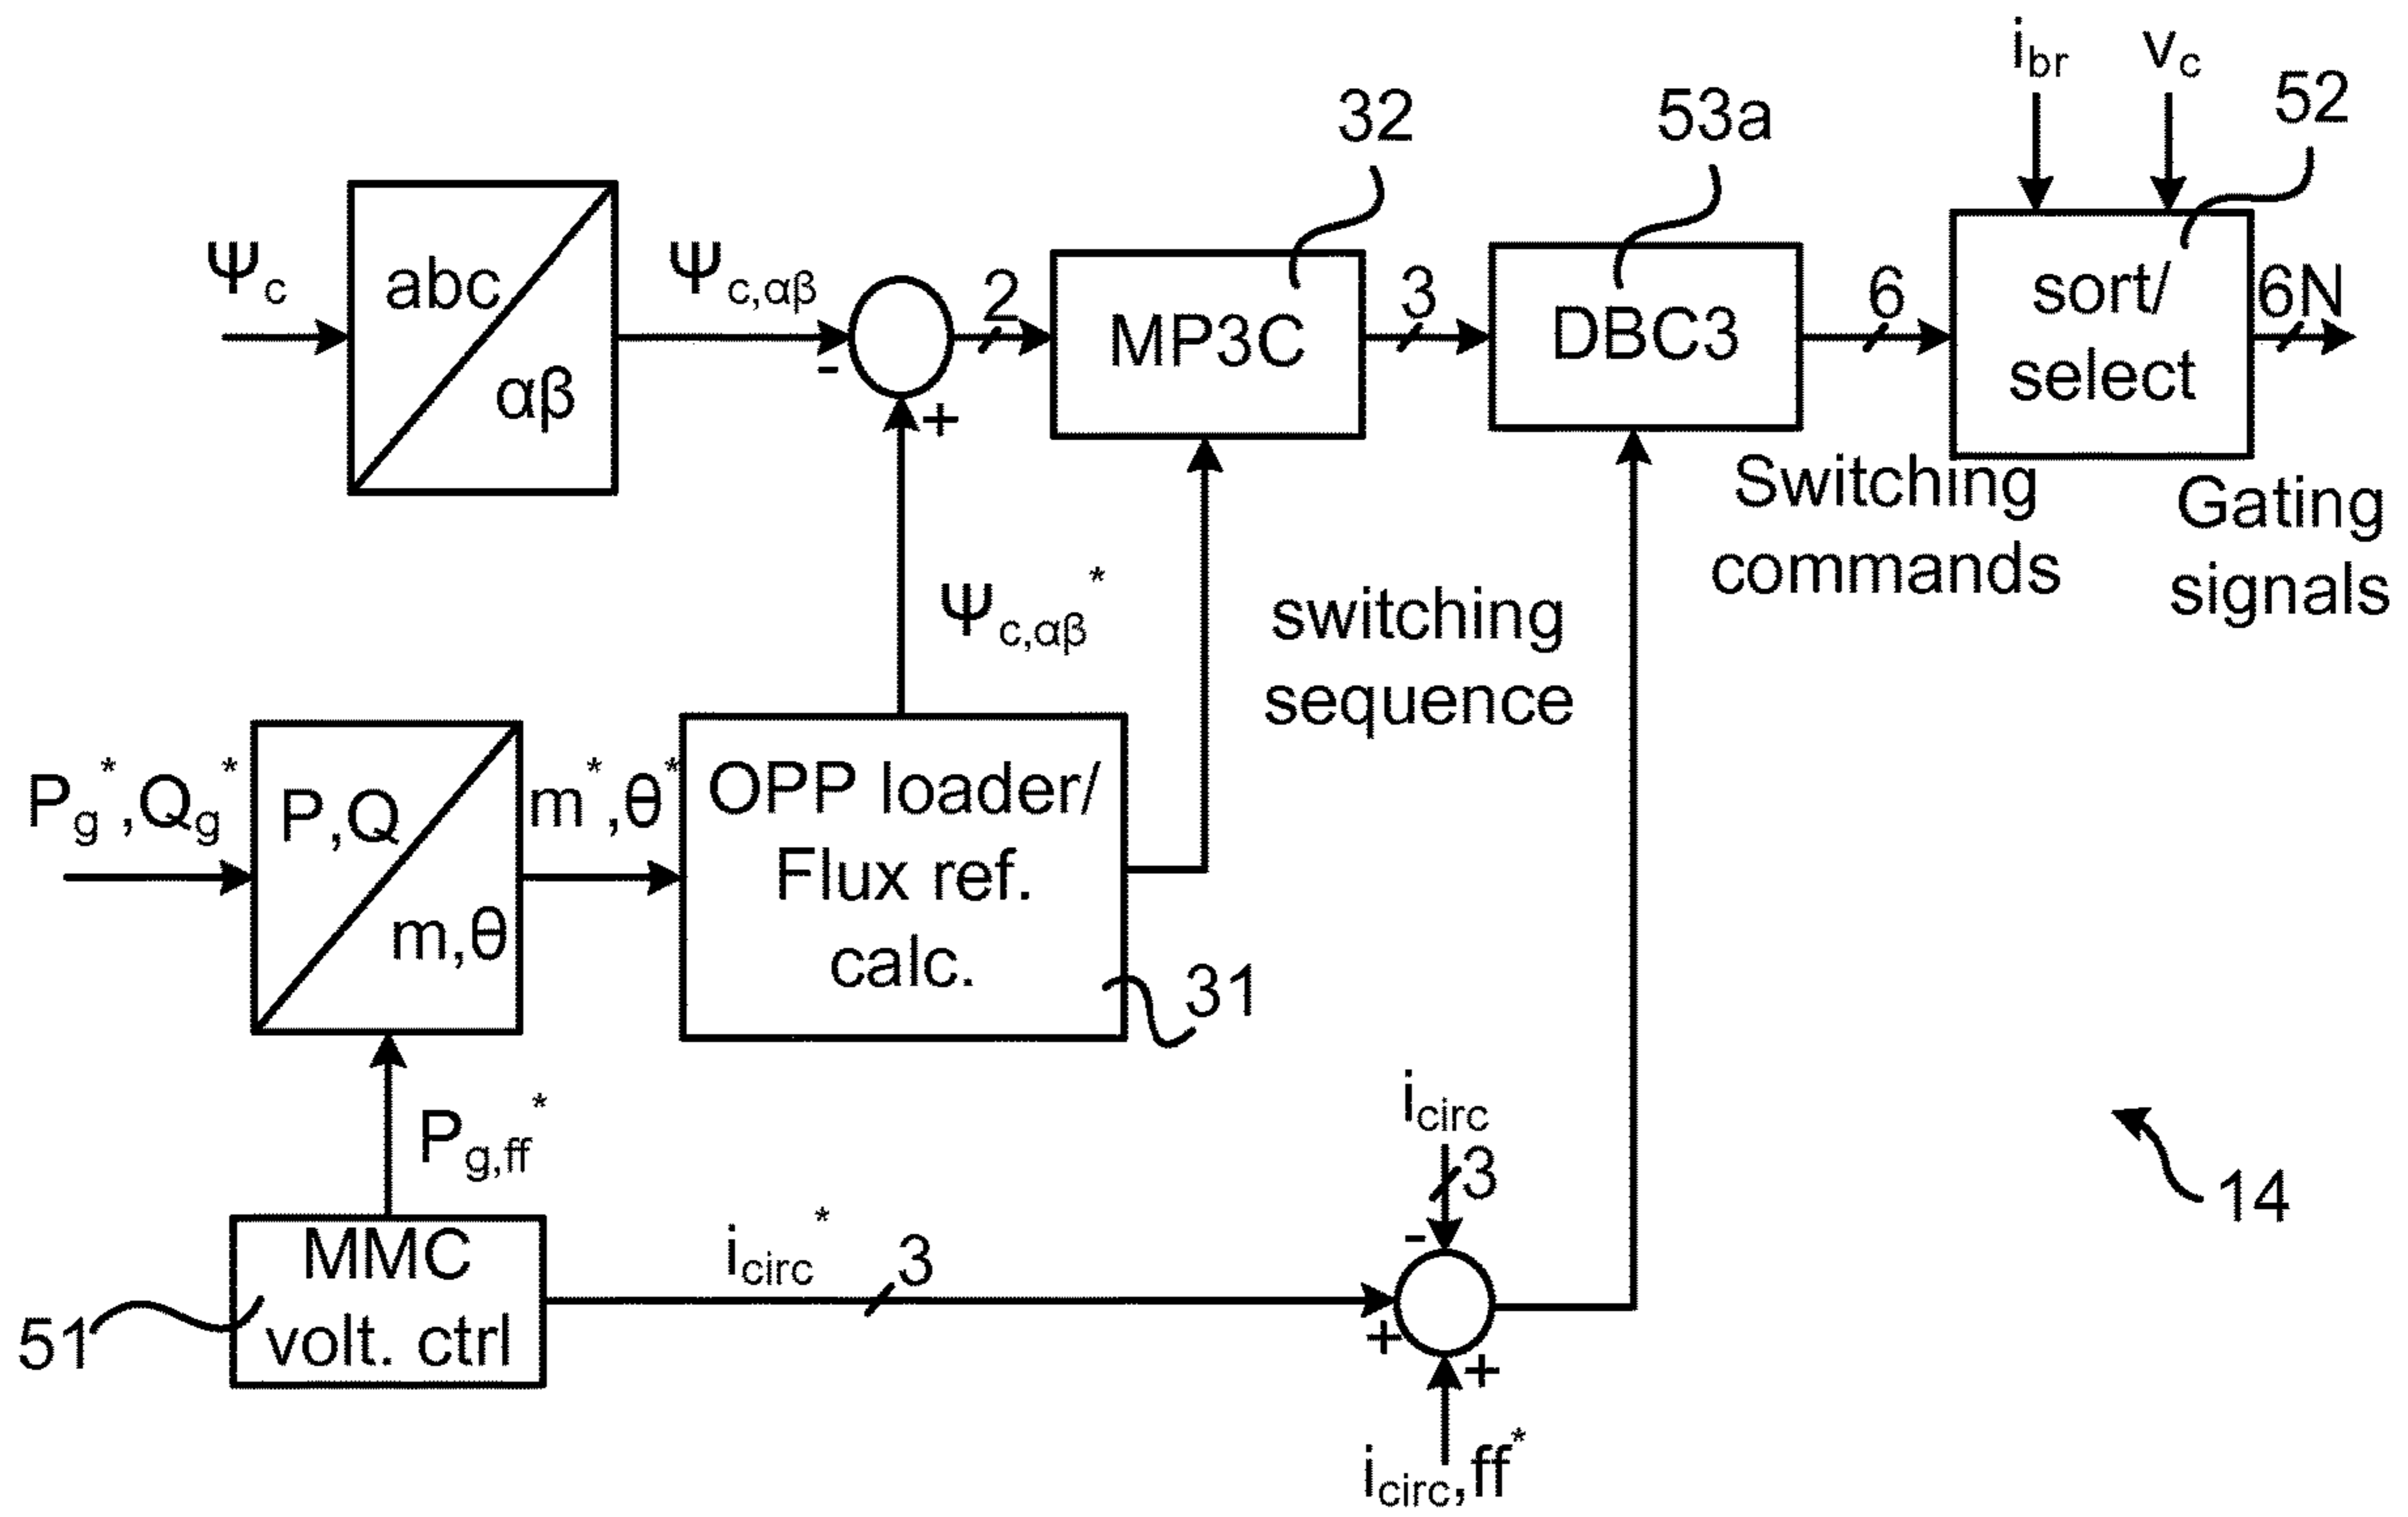 i_br
v_c
32
53a
52
Ψ_c
abc
αβ
Ψ_c,αβ
-
+
2
MP3C
3
DBC3
6
sort/
select
6N
Switching
commands
Gating
signals
Ψ_c,αβ*
switching
sequence
P_g*,Q_g*
P,Q
m,θ
m*,θ*
OPP loader/
Flux ref.
calc.
31
P_g,ff*
MMC
volt. ctrl
51
i_circ*
3
i_circ
3
-
+
+
i_circ,ff*
14